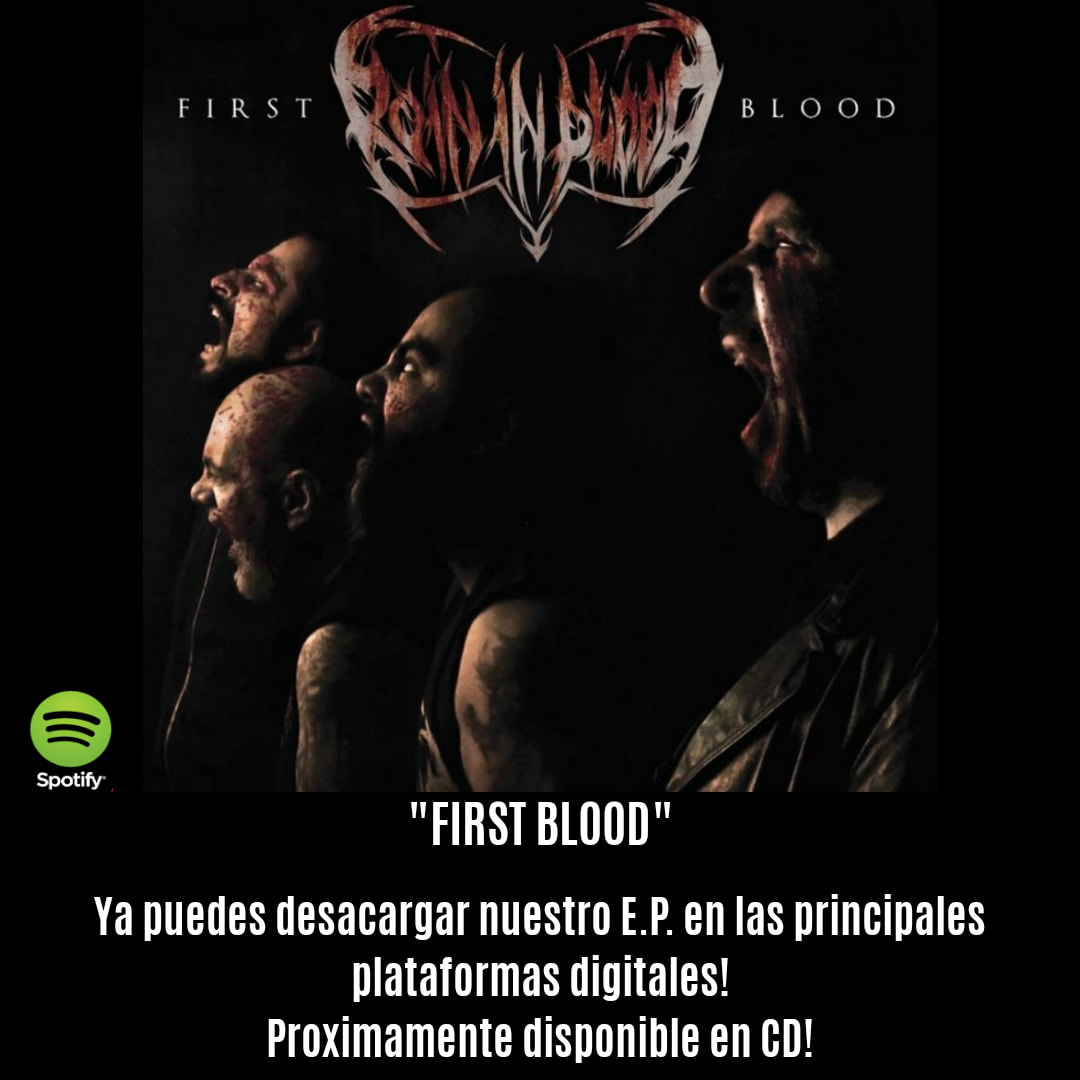 FIRST
BLOOD
Spotify
"FIRST BLOOD"
Ya puedes desacargar nuestro E.P. en las principales
plataformas digitales!
Proximamente disponible en CD!